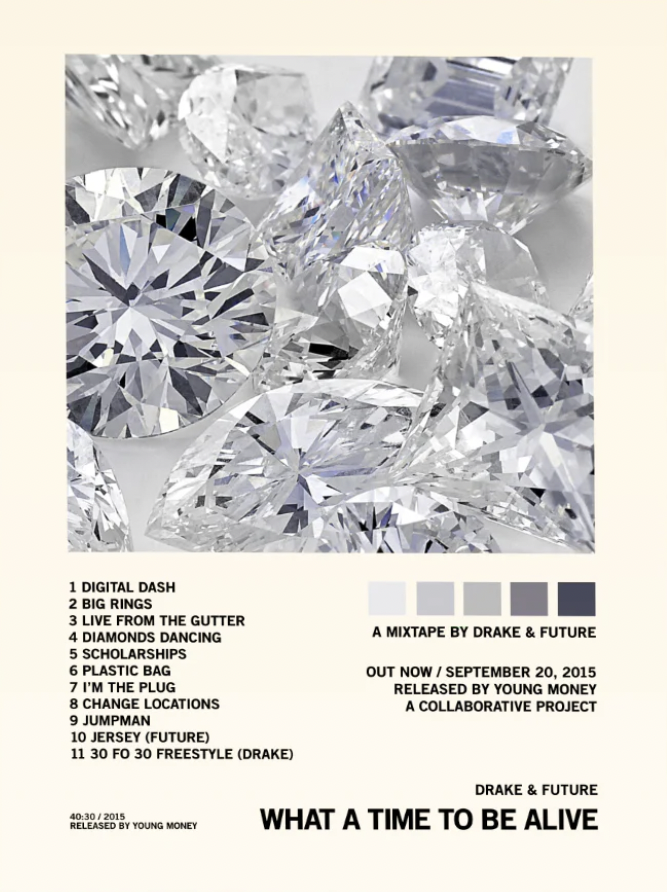 1 DIGITAL DASH
2 BIG RINGS
3 LIVE FROM THE GUTTER
4 DIAMONDS DANCING
5 SCHOLARSHIPS
6 PLASTIC BAG
7 I'M THE PLUG
8 CHANGE LOCATIONS
9 JUMPMAN
10 JERSEY (FUTURE)
11 30 FO 30 FREESTYLE (DRAKE)
A MIXTAPE BY DRAKE & FUTURE
OUT NOW / SEPTEMBER 20, 2015
RELEASED BY YOUNG MONEY
A COLLABORATIVE PROJECT
40:30 / 2015
RELEASED BY YOUNG MONEY
DRAKE & FUTURE
WHAT A TIME TO BE ALIVE